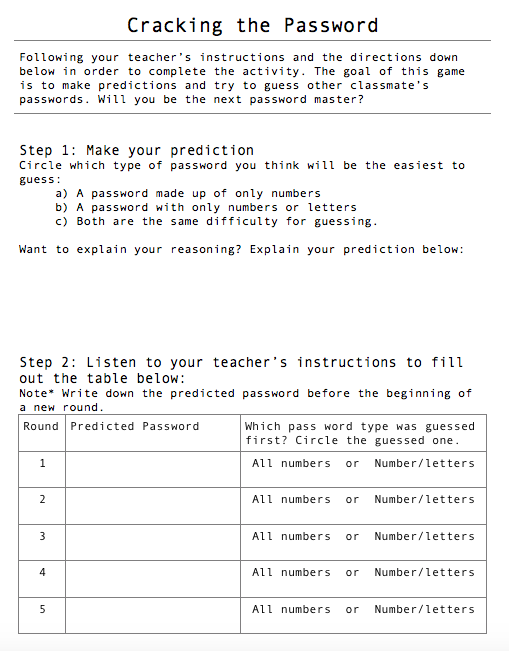 Cracking the Password
Following your teacher's instructions and the directions down
below in order to complete the activity. The goal of this game
is to make predictions and try to guess other classmate's
passwords. Will you be the next password master?
Step 1: Make your prediction
Circle which type of password you think will be the easiest to
guess:
a) A password made up of only numbers
b) A password with only numbers or letters
c) Both are the same difficulty for guessing.
Want to explain your reasoning? Explain your prediction below:
Step 2: Listen to your teacher's instructions to fill
out the table below:
Note* Write down the predicted password before the beginning of
a new round.
Round Predicted Password Which pass word type was guessed
first? Circle the guessed one.
1 All numbers or Number/letters
2 All numbers or Number/letters
3 All numbers or Number/letters
4 All numbers or Number/letters
5 All numbers or Number/letters